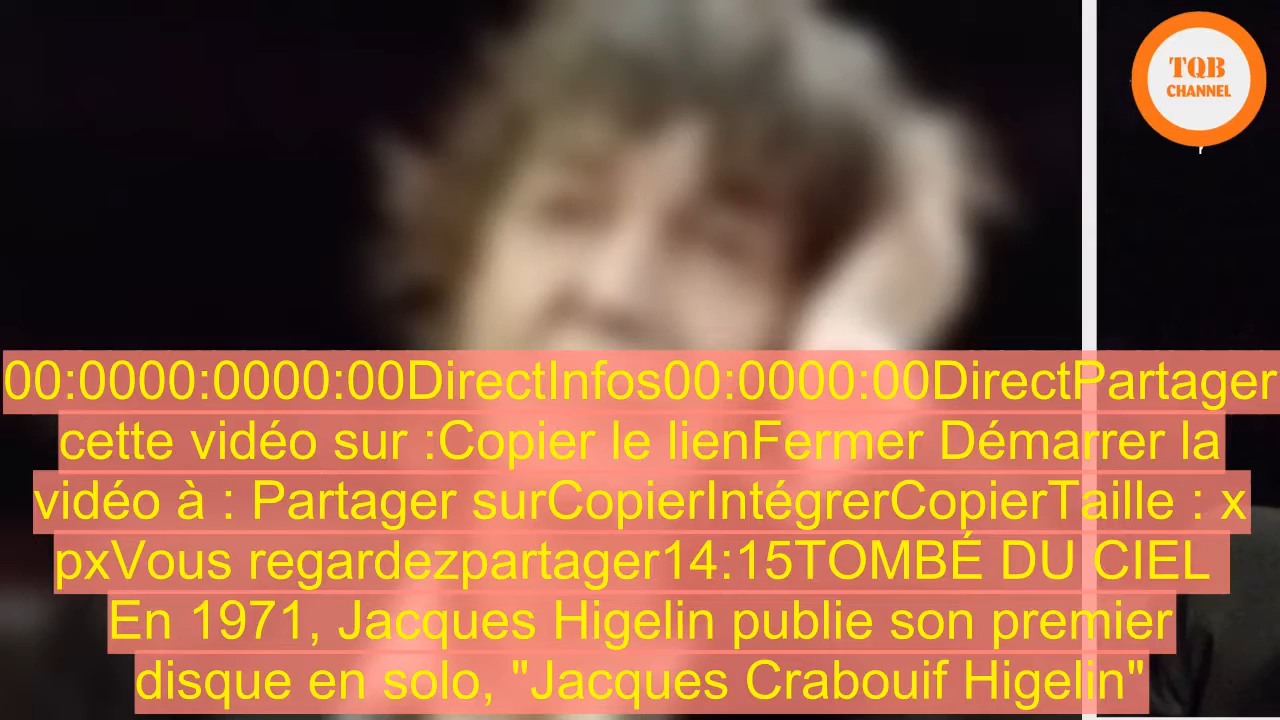 TQB
CHANNEL
r
00:0000:0000:00DirectInfos00:0000:00DirectPartager
cette vidéo sur :Copier le lienFermer Démarrer la
vidéo à : Partager surCopierIntégrerCopierTaille : x
pxVous regardezpartager14:15TOMBÉ DU CIEL
En 1971, Jacques Higelin publie son premier
disque en solo, "Jacques Crabouif Higelin"